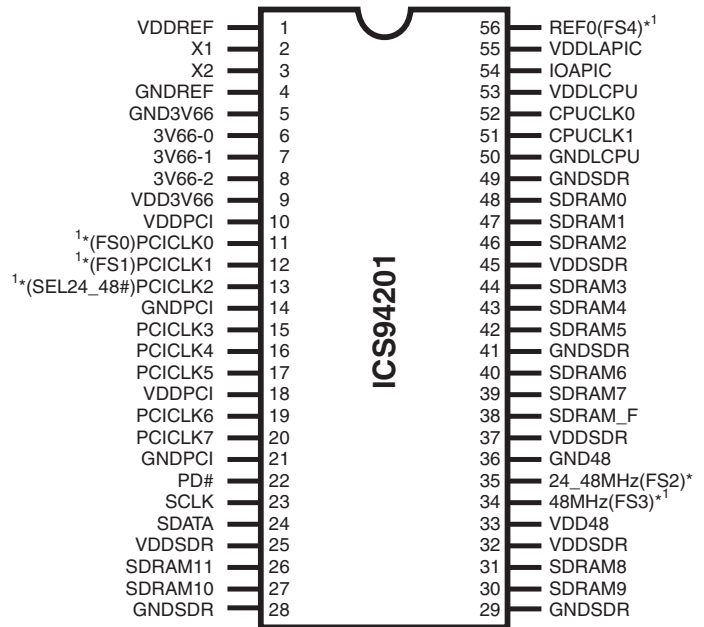 VDDREF 1 56 REF0(FS4)*1
X1 2 55 VDDLAPIC
X2 3 54 IOAPIC
GNDREF 4 53 VDDLCPU
GND3V66 5 52 CPUCLK0
3V66-0 6 51 CPUCLK1
3V66-1 7 50 GNDLCPU
3V66-2 8 49 GNDSDR
VDD3V66 9 48 SDRAM0
VDDPCI 10 47 SDRAM1
1*(FS0)PCICLK0 11 46 SDRAM2
1*(FS1)PCICLK1 12 45 VDDSDR
1*(SEL24_48#)PCICLK2 13 44 SDRAM3
GNDPCI 14 43 SDRAM4
PCICLK3 15 42 SDRAM5
PCICLK4 16 41 GNDSDR
PCICLK5 17 40 SDRAM6
VDDPCI 18 39 SDRAM7
PCICLK6 19 38 SDRAM_F
PCICLK7 20 37 VDDSDR
GNDPCI 21 36 GND48
PD# 22 35 24_48MHz(FS2)*
SCLK 23 34 48MHz(FS3)*1
SDATA 24 33 VDD48
VDDSDR 25 32 VDDSDR
SDRAM11 26 31 SDRAM8
SDRAM10 27 30 SDRAM9
GNDSDR 28 29 GNDSDR
ICS94201